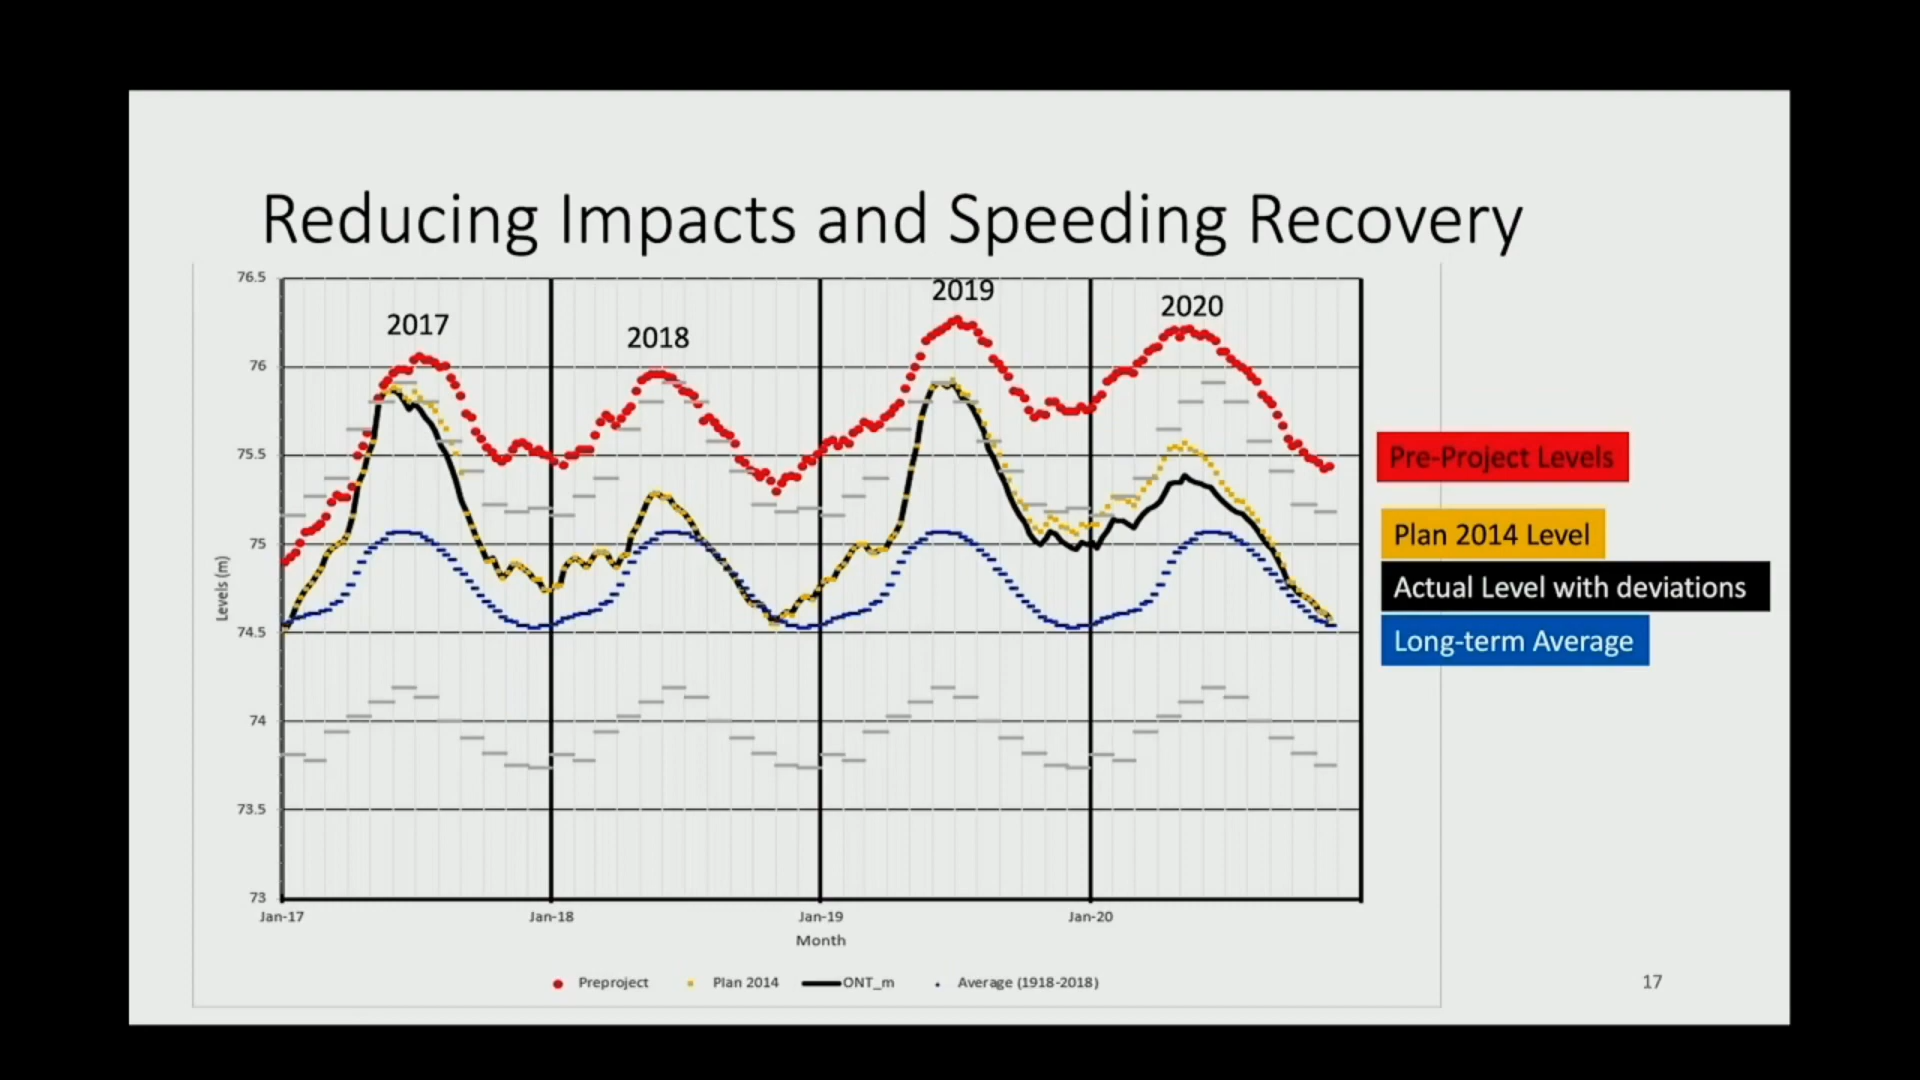 Reducing Impacts and Speeding Recovery
76.5
76
75.5
75
74.5
74
73.5
73
Levels (m)
2017
2018
2019
2020
Jan-17
Jan-18
Jan-19
Jan-20
Month
Preproject
Plan 2014
ONT_m
Average (1918-2018)
Pre-Project Levels
Plan 2014 Level
Actual Level with deviations
Long-term Average
17